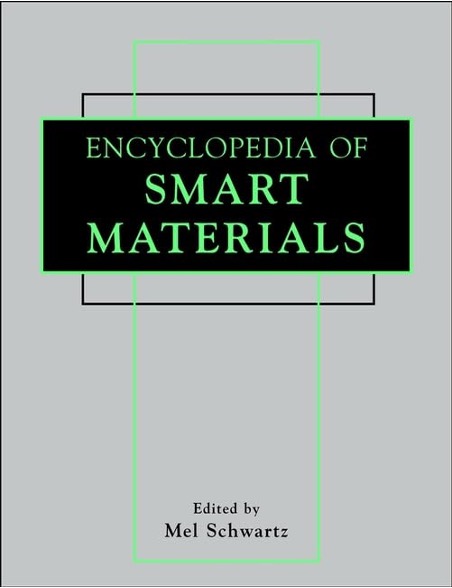 ENCYCLOPEDIA OF
SMART
MATERIALS
Edited by
Mel Schwartz